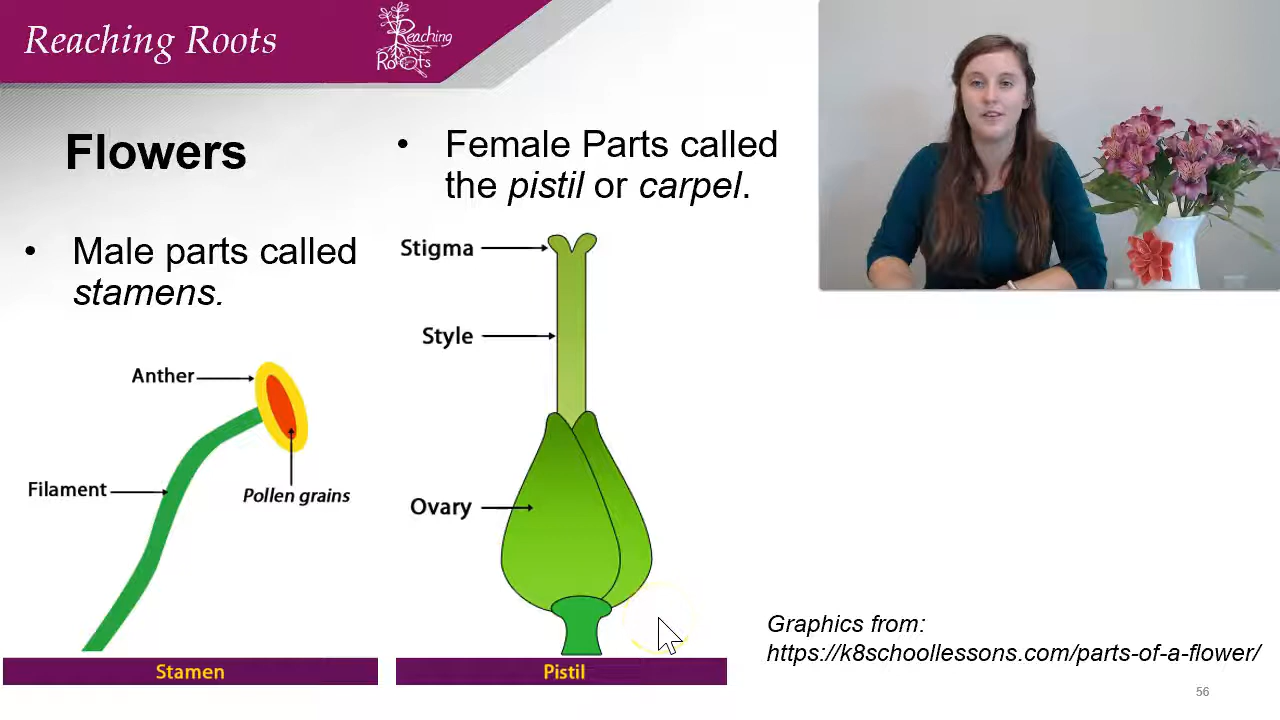 Reaching Roots
Reaching
Roots
Flowers
• Male parts called
stamens.
Anther
Filament
Pollen grains
Stamen
• Female Parts called
the pistil or carpel.
Stigma
Style
Ovary
Pistil
Graphics from:
https://k8schoollessons.com/parts-of-a-flower/
56